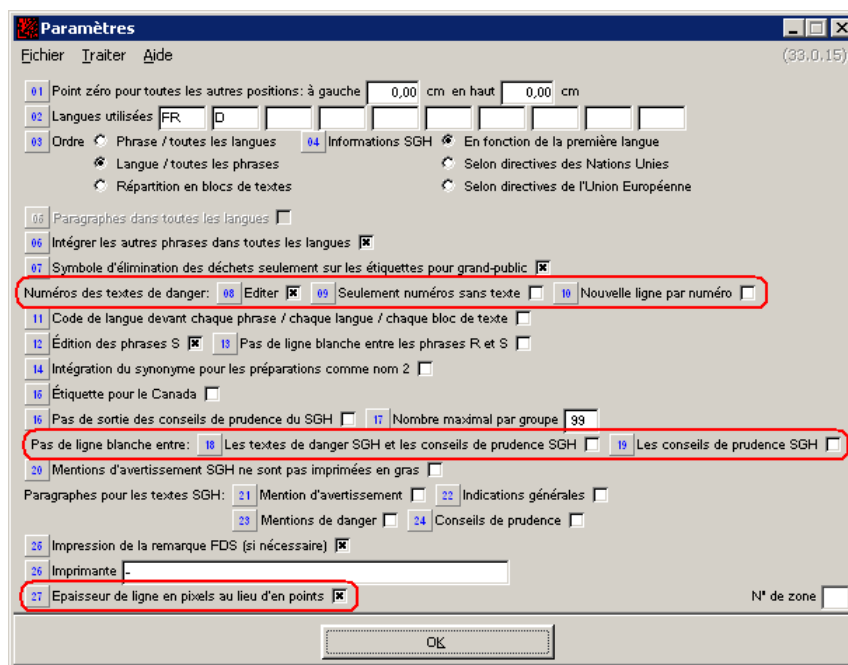 Paramètres
Fichier Traiter Aide (33.0.15)
01 Point zéro pour toutes les autres positions: à gauche 0,00 cm en haut 0,00 cm
02 Langues utilisées FR D
03 Ordre Phrase / toutes les langues 04 Informations SGH En fonction de la première langue
Langue / toutes les phrases Selon directives des Nations Unies
Répartition en blocs de textes Selon directives de l'Union Européenne
05 Paragraphes dans toutes les langues
06 Intégrer les autres phrases dans toutes les langues
07 Symbole d'élimination des déchets seulement sur les étiquettes pour grand-public
Numéros des textes de danger: 08 Editer 09 Seulement numéros sans texte 10 Nouvelle ligne par numéro
11 Code de langue devant chaque phrase / chaque langue / chaque bloc de texte
12 Édition des phrases S 13 Pas de ligne blanche entre les phrases R et S
14 Intégration du synonyme pour les préparations comme nom 2
15 Étiquette pour le Canada
16 Pas de sortie des conseils de prudence du SGH 17 Nombre maximal par groupe 99
Pas de ligne blanche entre: 18 Les textes de danger SGH et les conseils de prudence SGH 19 Les conseils de prudence SGH
20 Mentions d'avertissement SGH ne sont pas imprimées en gras
Paragraphes pour les textes SGH: 21 Mention d'avertissement 22 Indications générales
23 Mentions de danger 24 Conseils de prudence
25 Impression de la remarque FDS (si nécessaire)
26 Imprimante -
27 Epaisseur de ligne en pixels au lieu d'en points N° de zone
OK